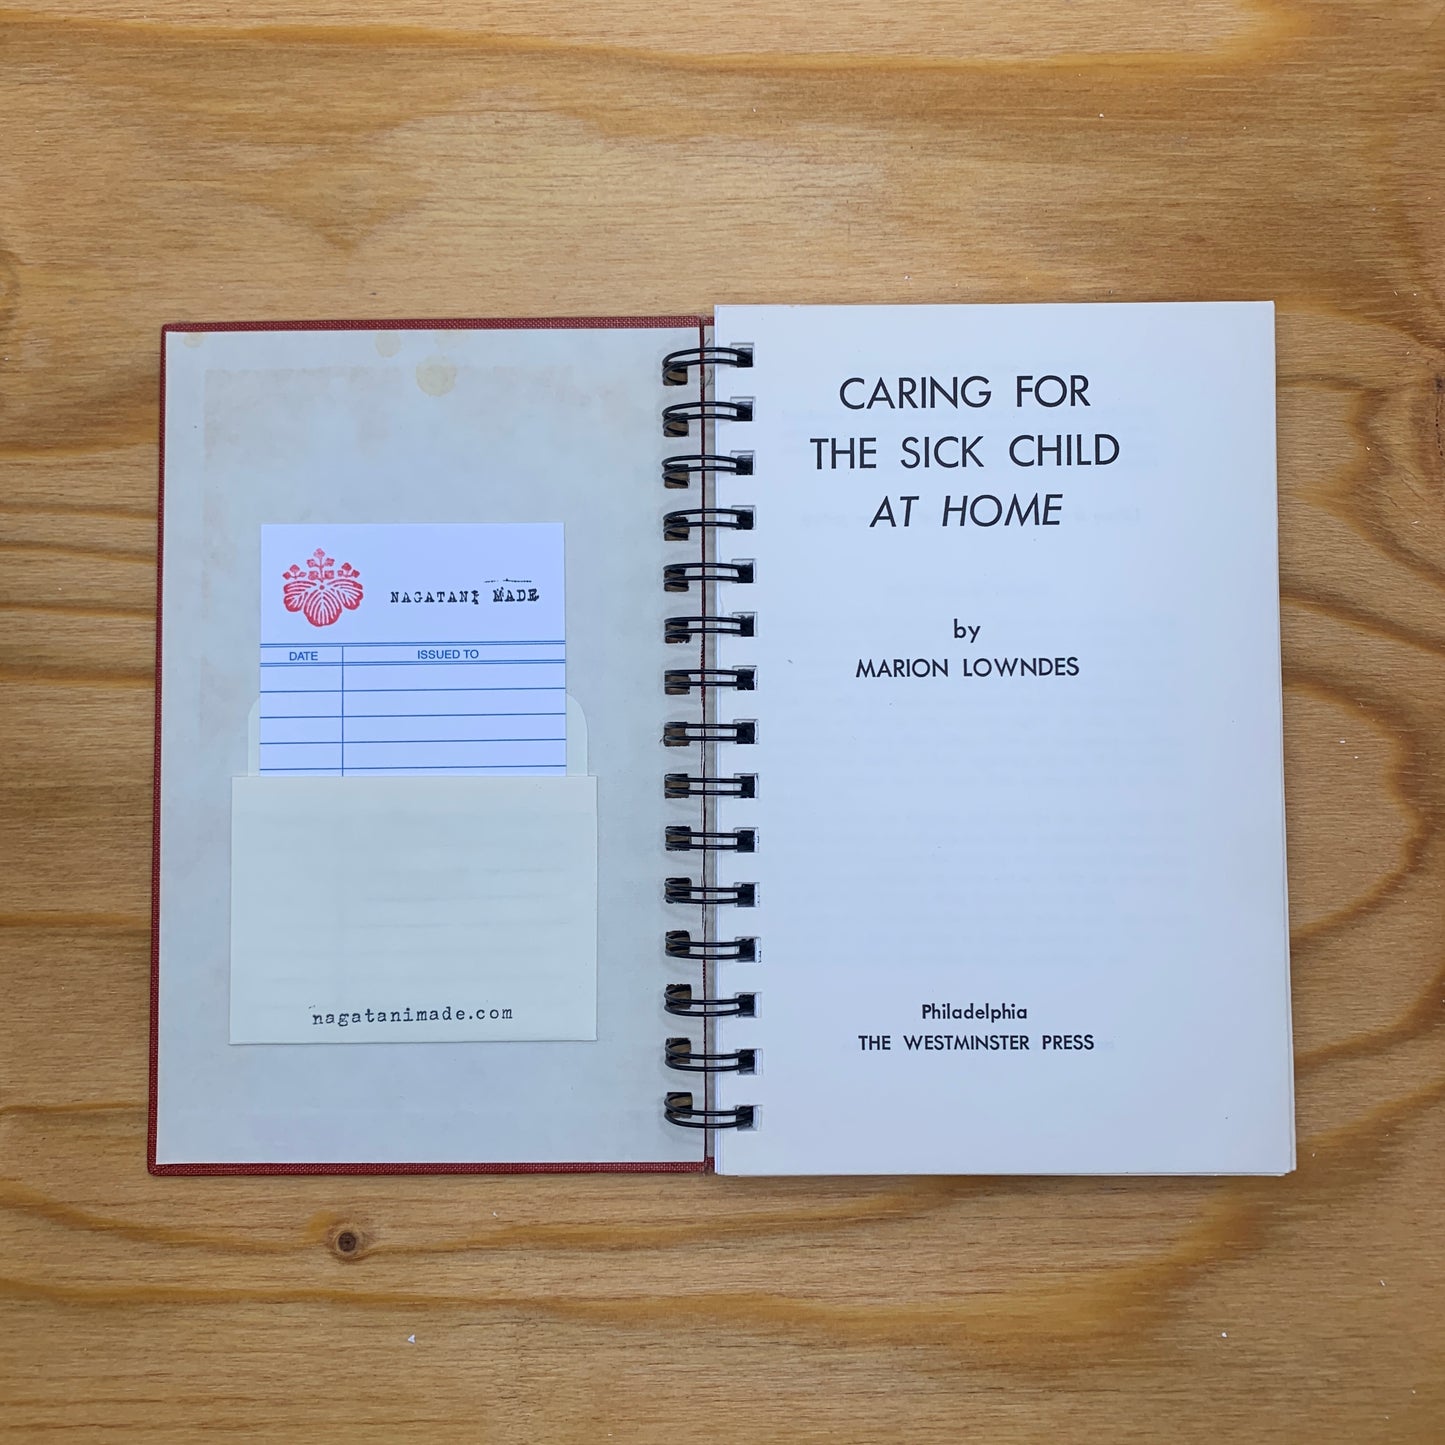 NAGATANI MADE
DATE ISSUED TO
nagatanimade.com
CARING FOR
THE SICK CHILD
AT HOME
by
MARION LOWNDES
Philadelphia
THE WESTMINSTER PRESS